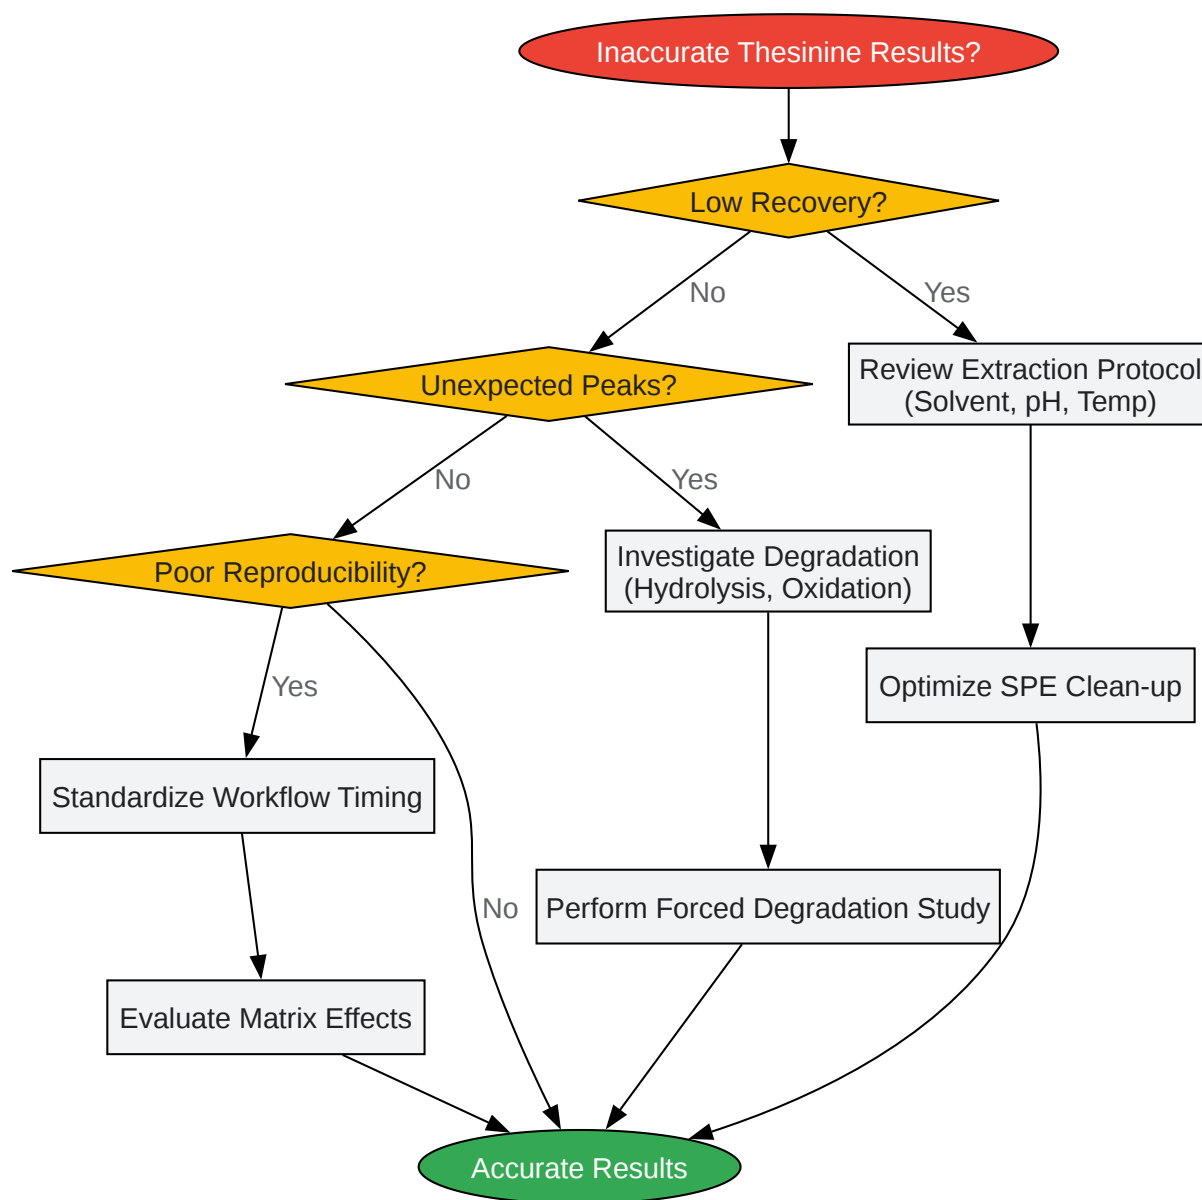 Inaccurate Thesinine Results?
Low Recovery?
No
Yes
Review Extraction Protocol
(Solvent, pH, Temp)
Unexpected Peaks?
No
Yes
Investigate Degradation
(Hydrolysis, Oxidation)
Poor Reproducibility?
Yes
Optimize SPE Clean-up
Standardize Workflow Timing
No
Perform Forced Degradation Study
Evaluate Matrix Effects
Accurate Results